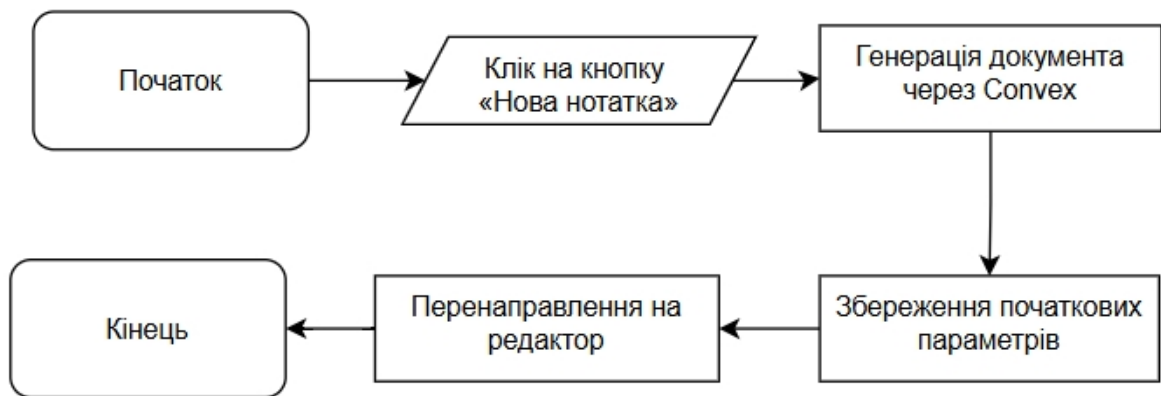 Початок
Клік на кнопку
«Нова нотатка»
Генерація документа
через Convex
Збереження початкових
параметрів
Перенаправлення на
редактор
Кінець